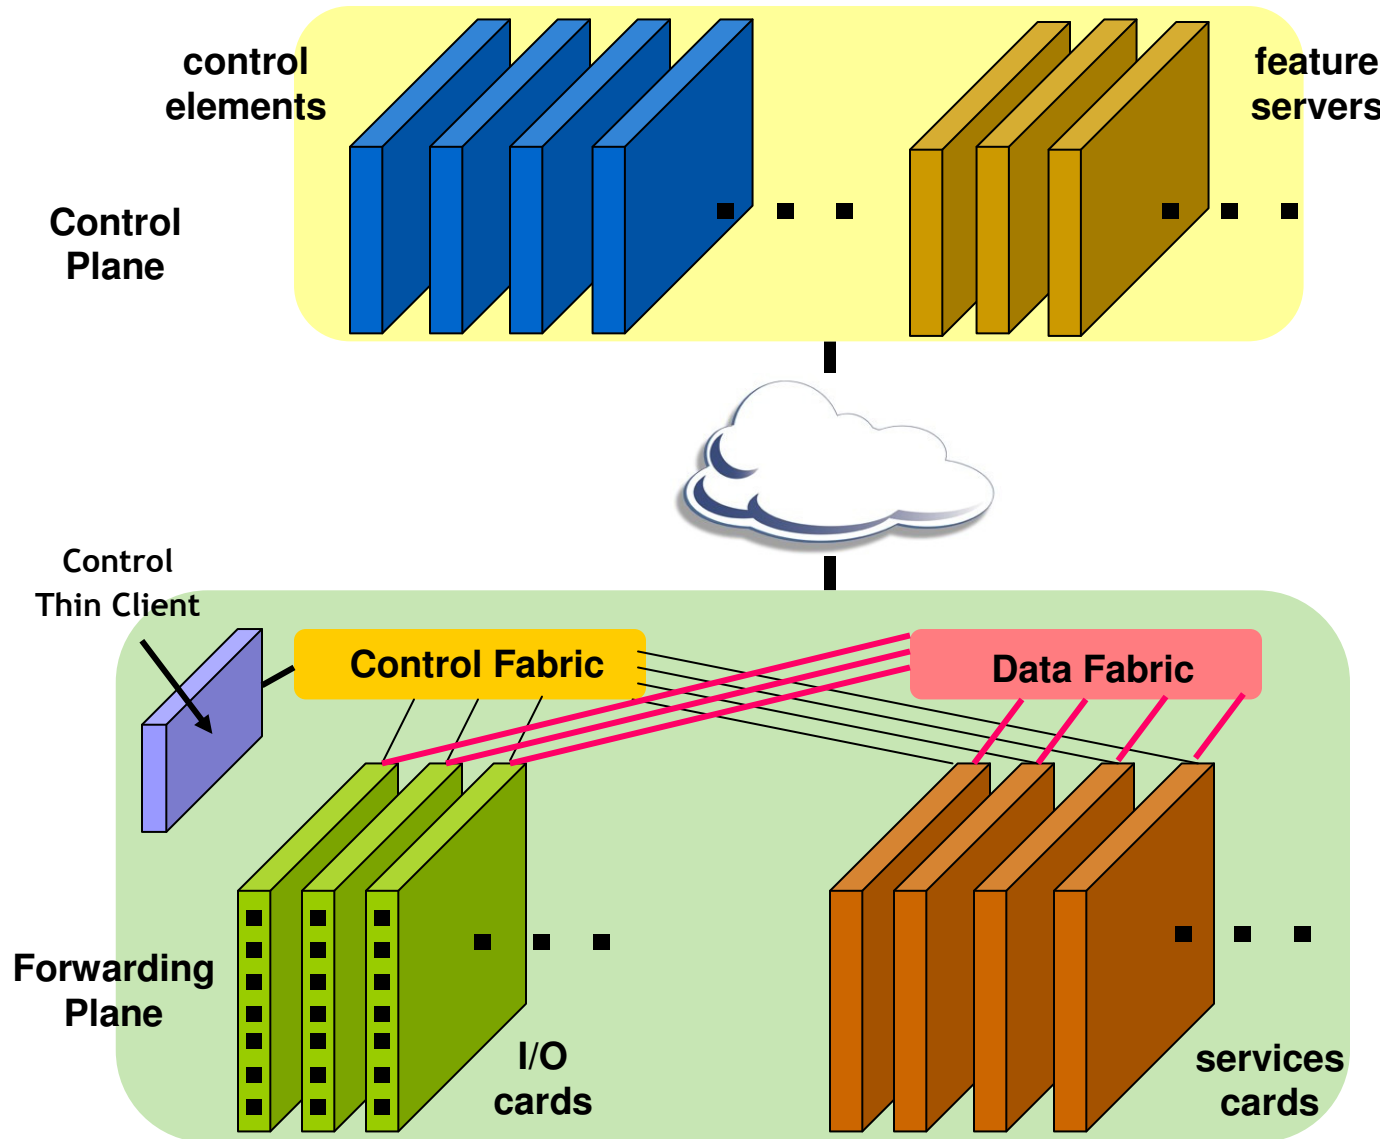 control
elements
feature
servers
Control
Plane
Control
Thin Client
Control Fabric
Data Fabric
Forwarding
Plane
I/O
cards
services
cards